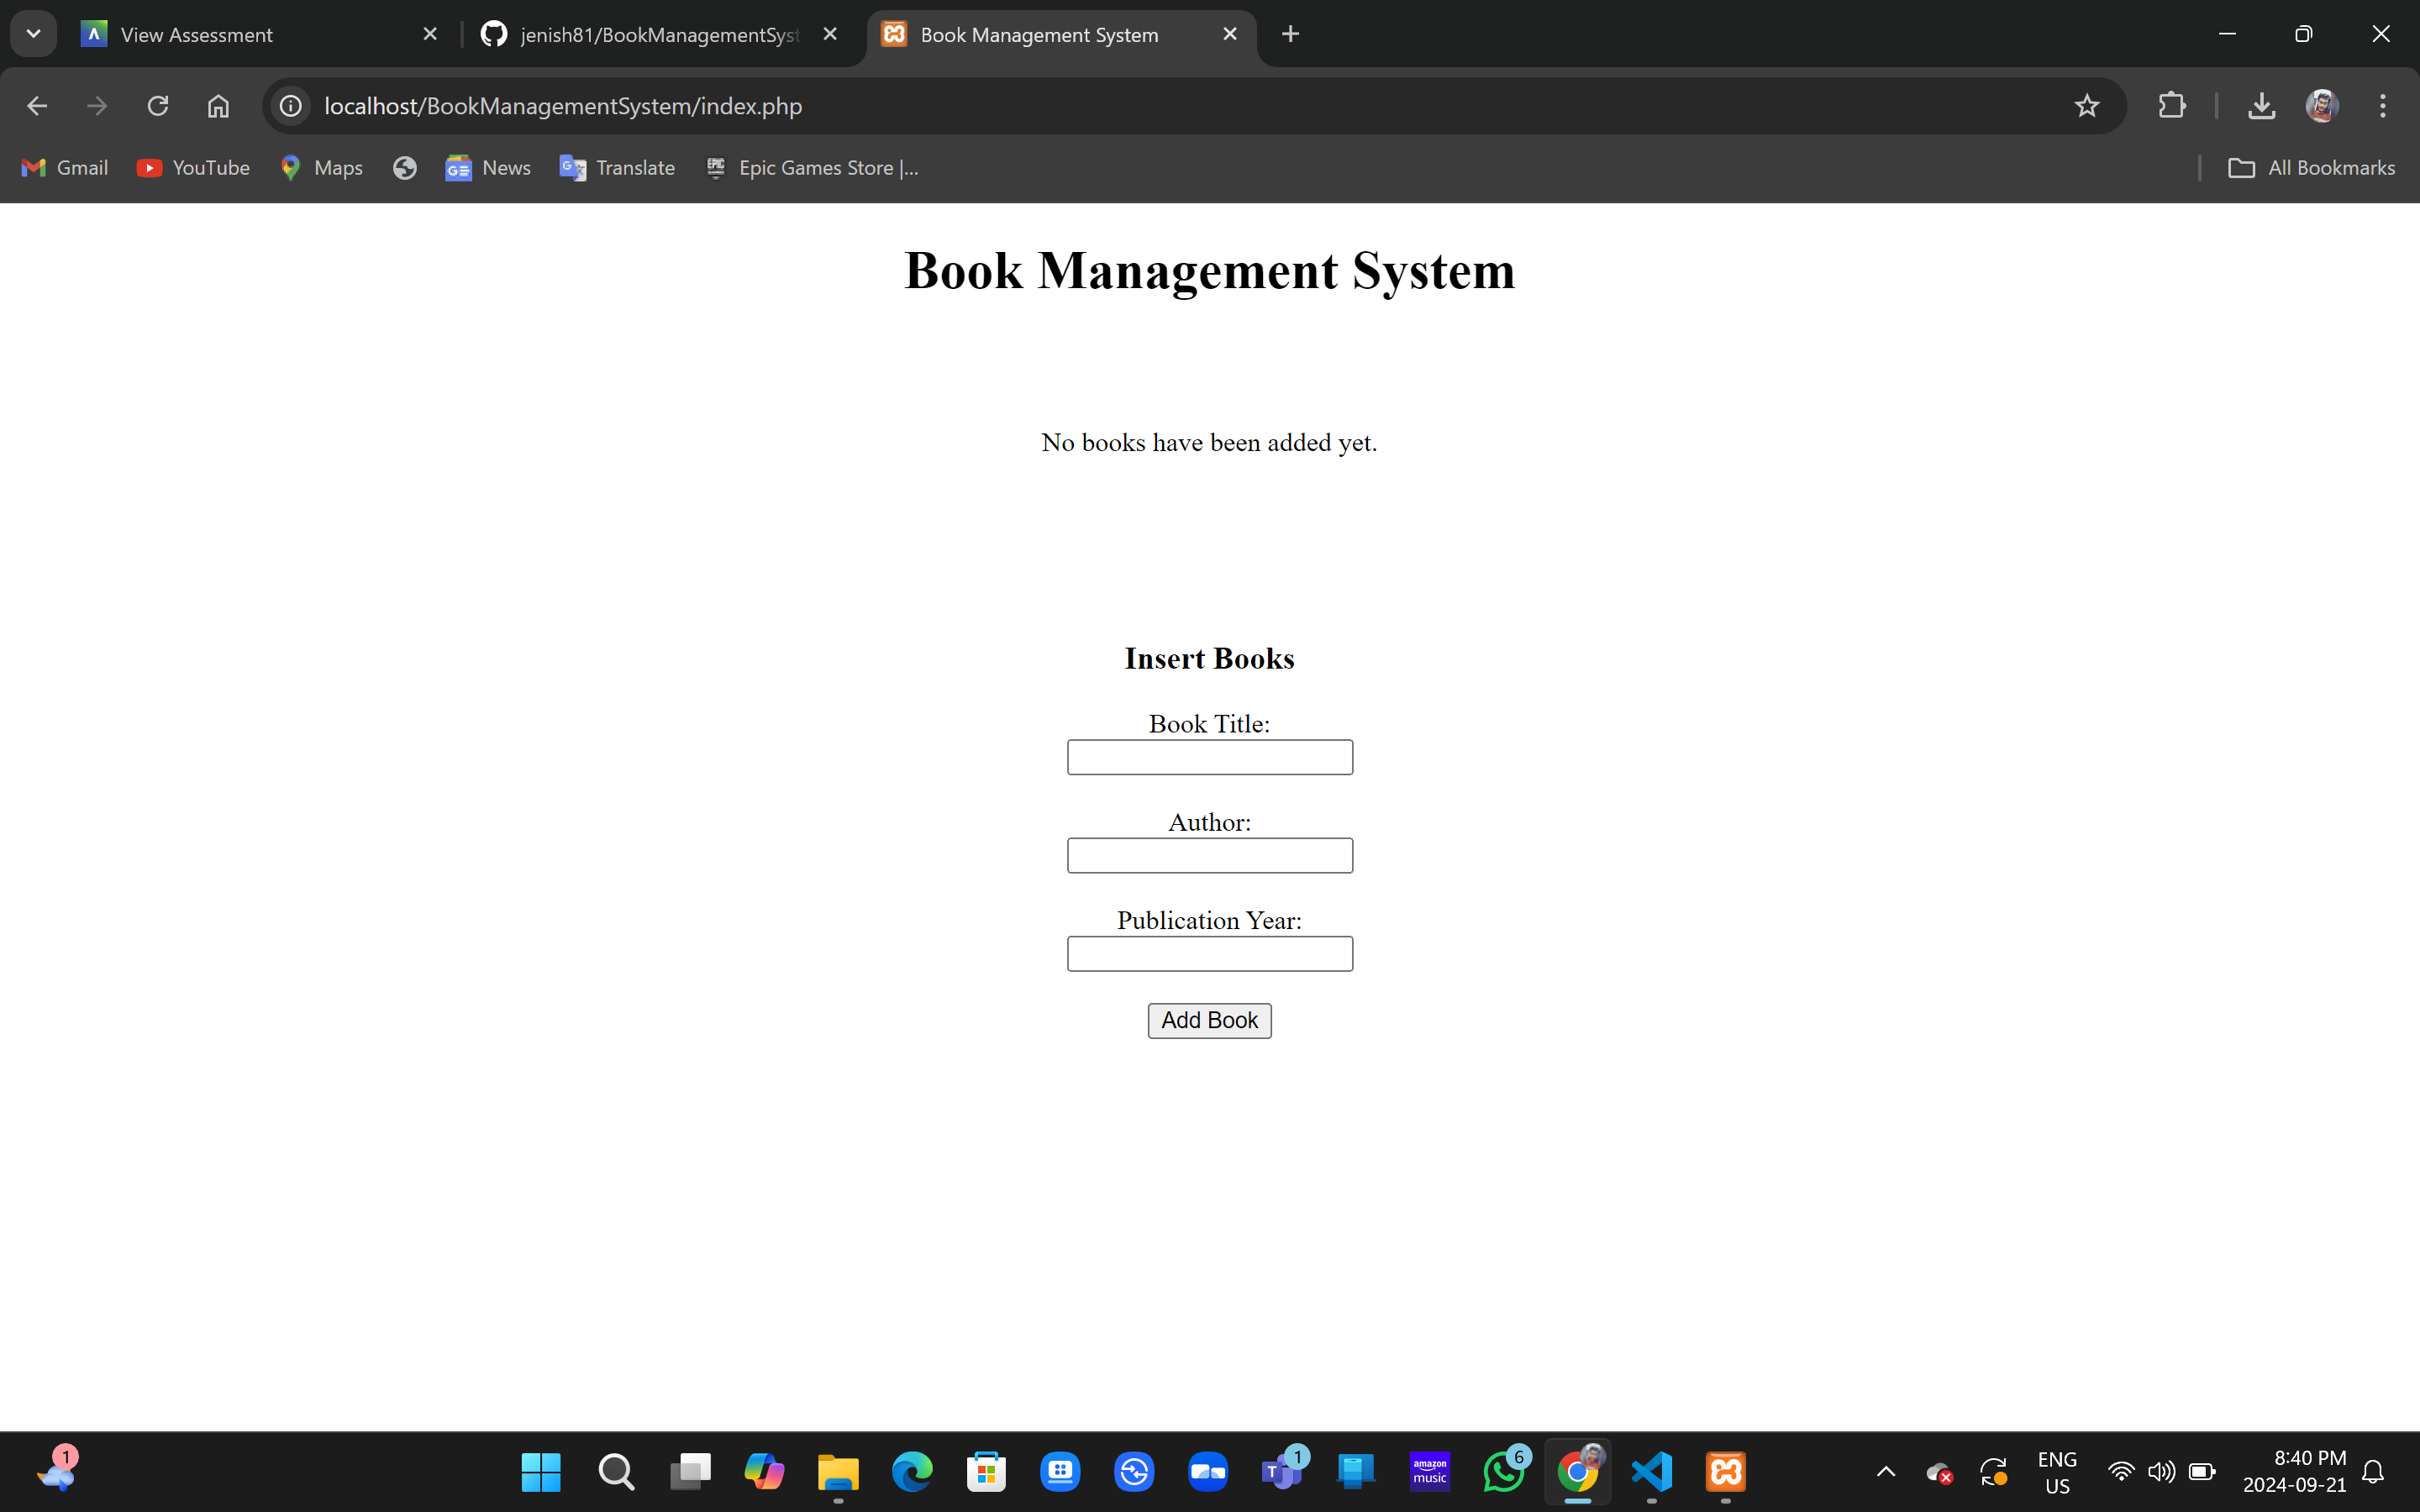 View Assessment
jenish81/BookManagementSyst
Book Management System
localhost/BookManagementSystem/index.php
Gmail
YouTube
Maps
News
Translate
Epic Games Store |...
All Bookmarks
Book Management System
No books have been added yet.
Insert Books
Book Title:
Author:
Publication Year:
Add Book
1
1
amazon
music
6
ENG
US
8:40 PM
2024-09-21